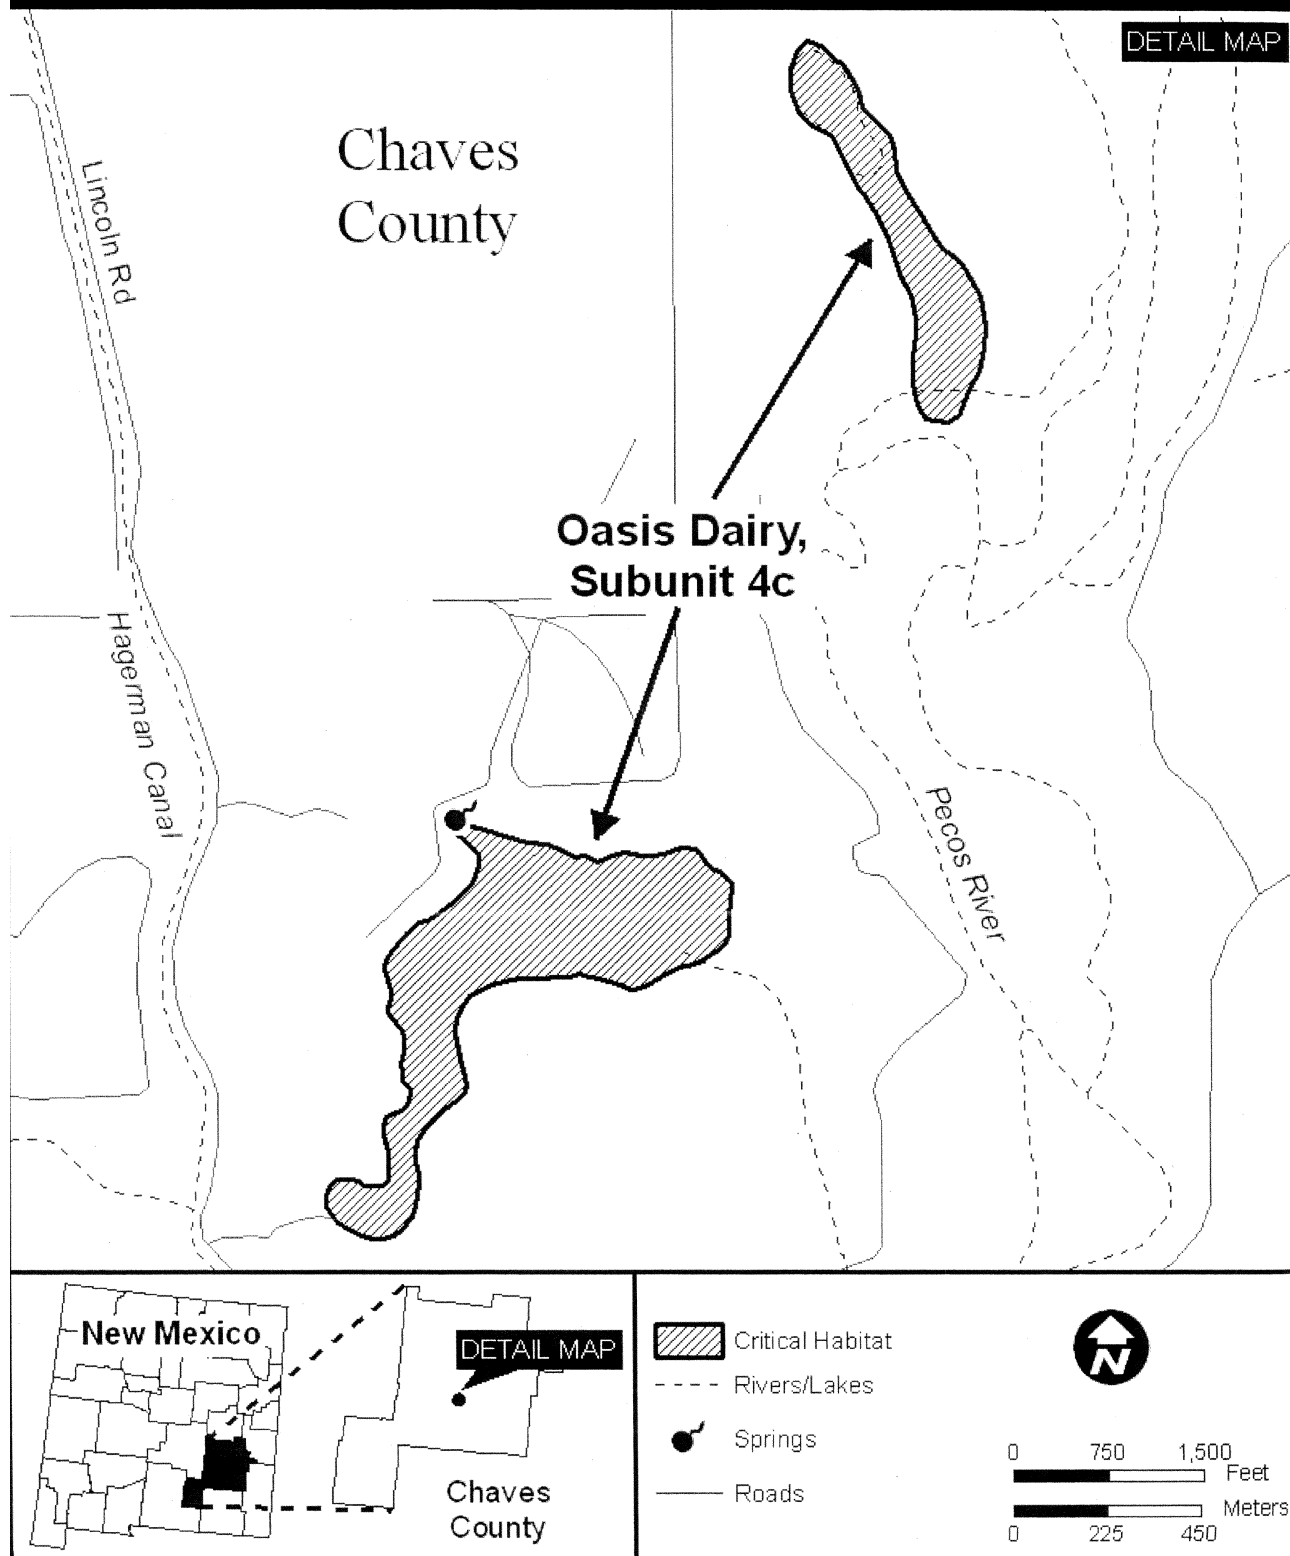 DETAIL MAP
Chaves
County
Lincoln Rd
Oasis Dairy,
Subunit 4c
Hagerman Canal
Pecos River
New Mexico
DETAIL MAP
Chaves
County
Critical Habitat
Rivers/Lakes
Springs
Roads
N
0 750 1,500
Feet
Meters
0 225 450